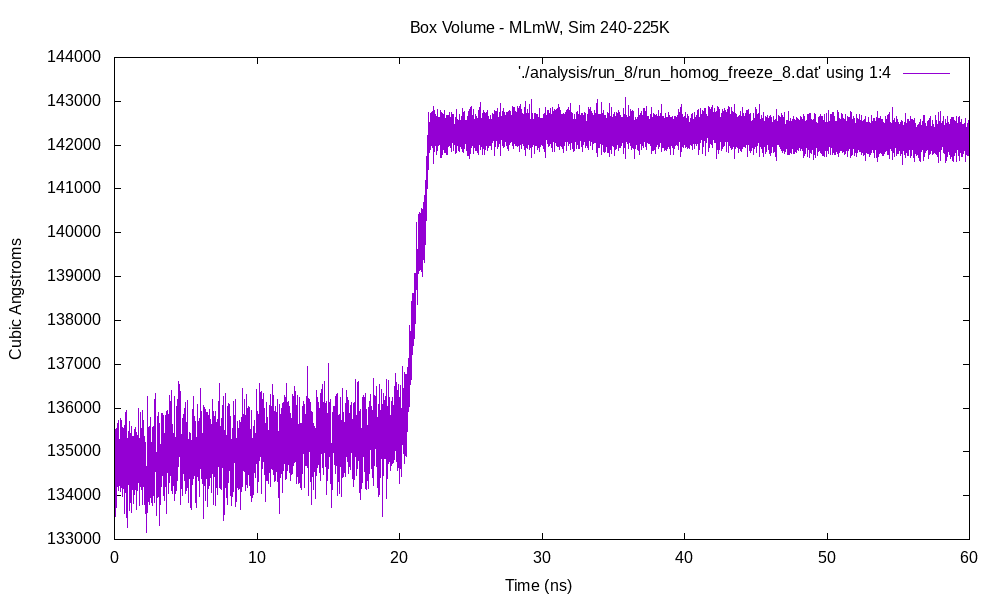 Box Volume - MLmW, Sim 240-225K
'./analysis/run_8/run_homog_freeze_8.dat' using 1:4
144000
143000
142000
141000
140000
139000
138000
137000
136000
135000
134000
133000
Cubic Angstroms
0 10 20 30 40 50 60
Time (ns)